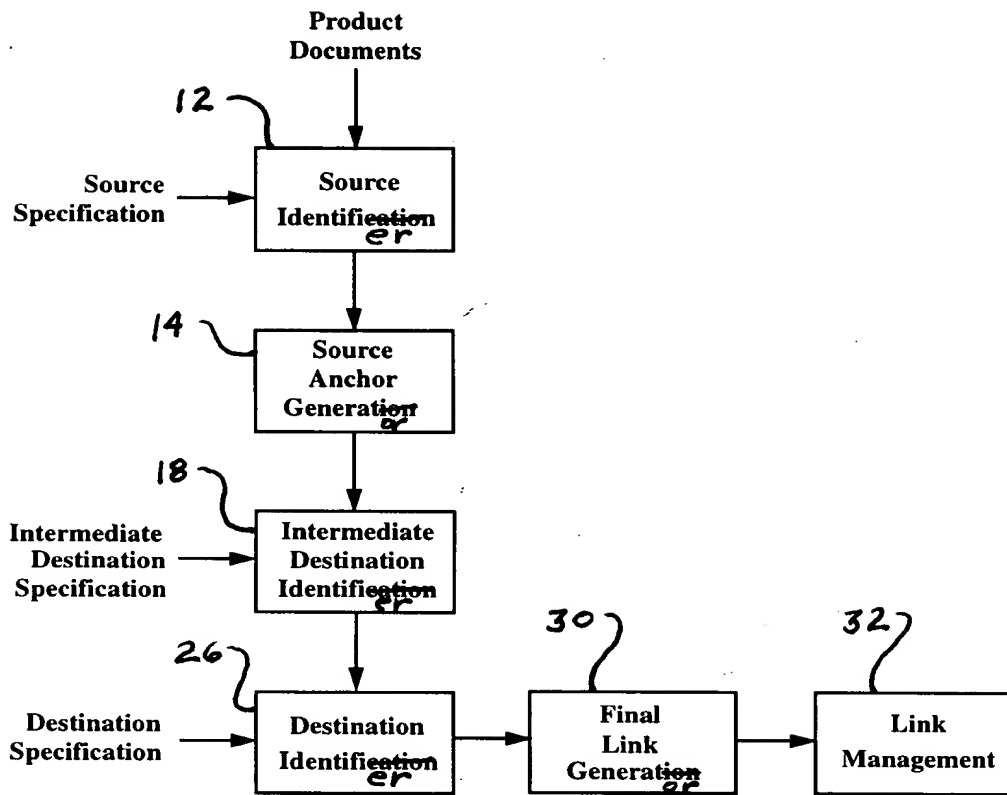 Product
Documents
12
Source
Specification
Source
Identification
er
14
Source
Anchor
Generation
or
18
Intermediate
Destination
Specification
Intermediate
Destination
Identification
er
26
Destination
Specification
Destination
Identification
er
30
Final
Link
Generation
or
32
Link
Management